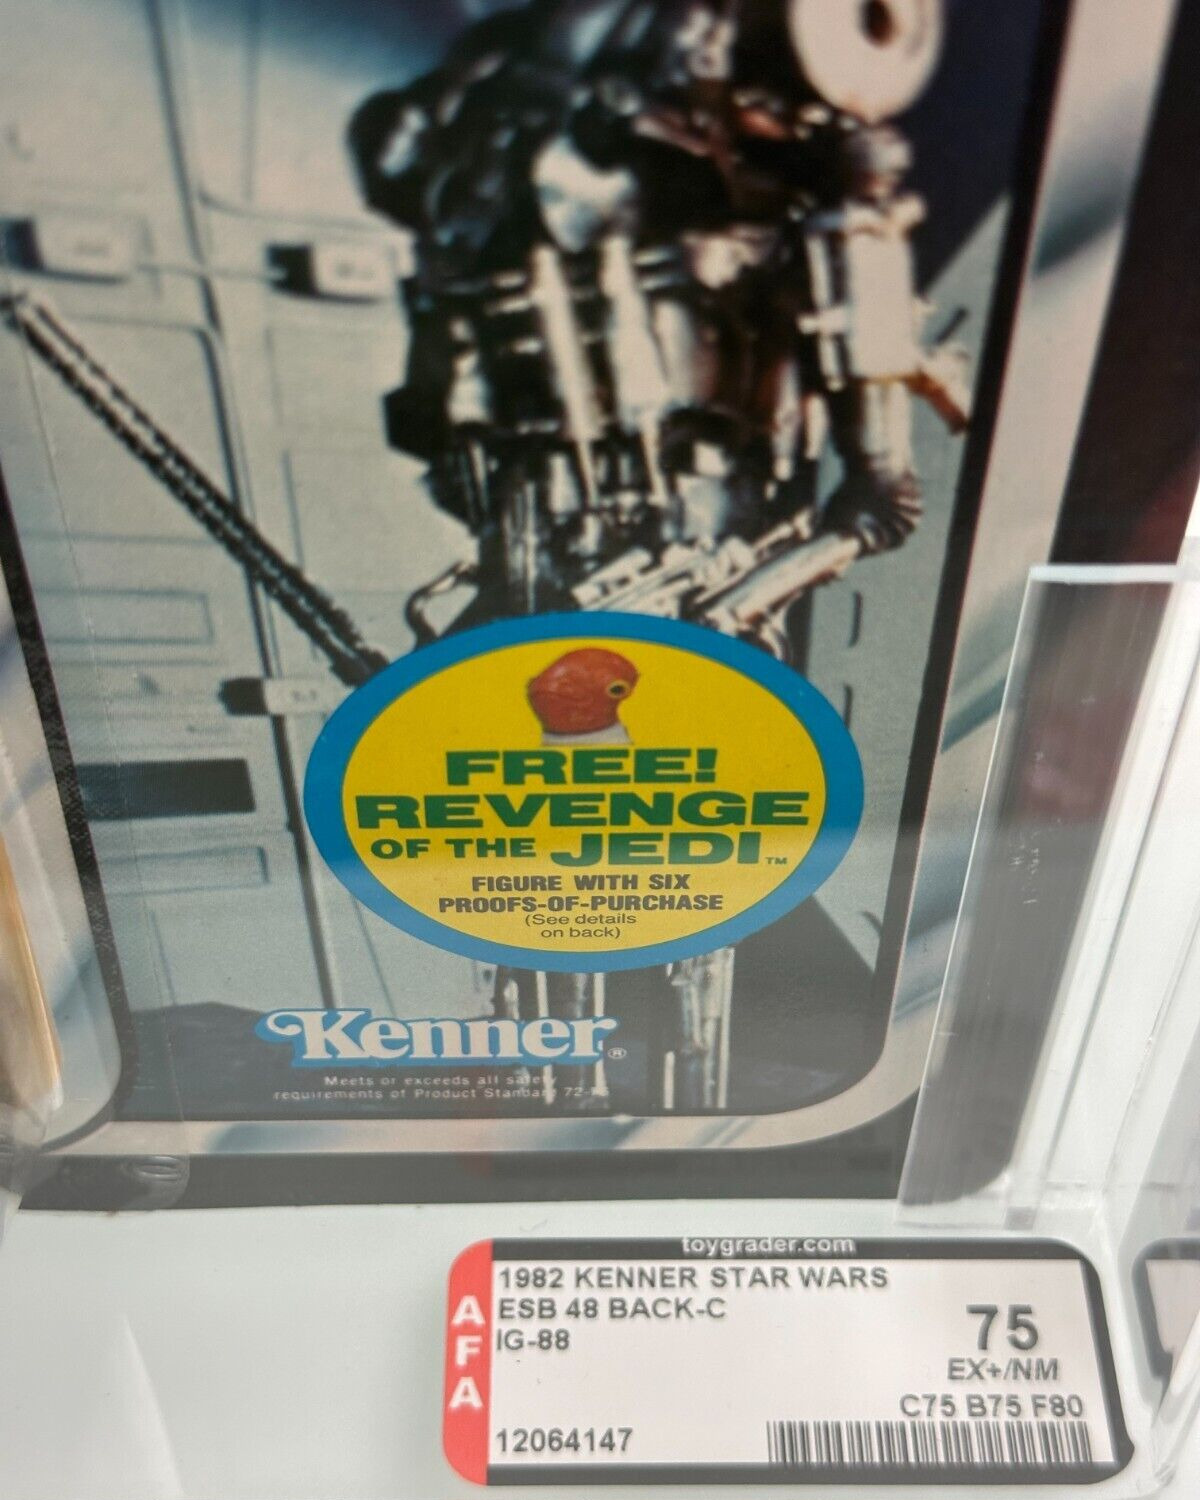 FREE!
REVENGE
OF THE JEDI™
FIGURE WITH SIX
PROOFS-OF-PURCHASE
(See details
on back)
Kenner®
Meets or exceeds all safety
requirements of Product Standard
toygrader.com
AFA
1982 KENNER STAR WARS
ESB 48 BACK-C
IG-88
75
EX+/NM
C75 B75 F80
12064147